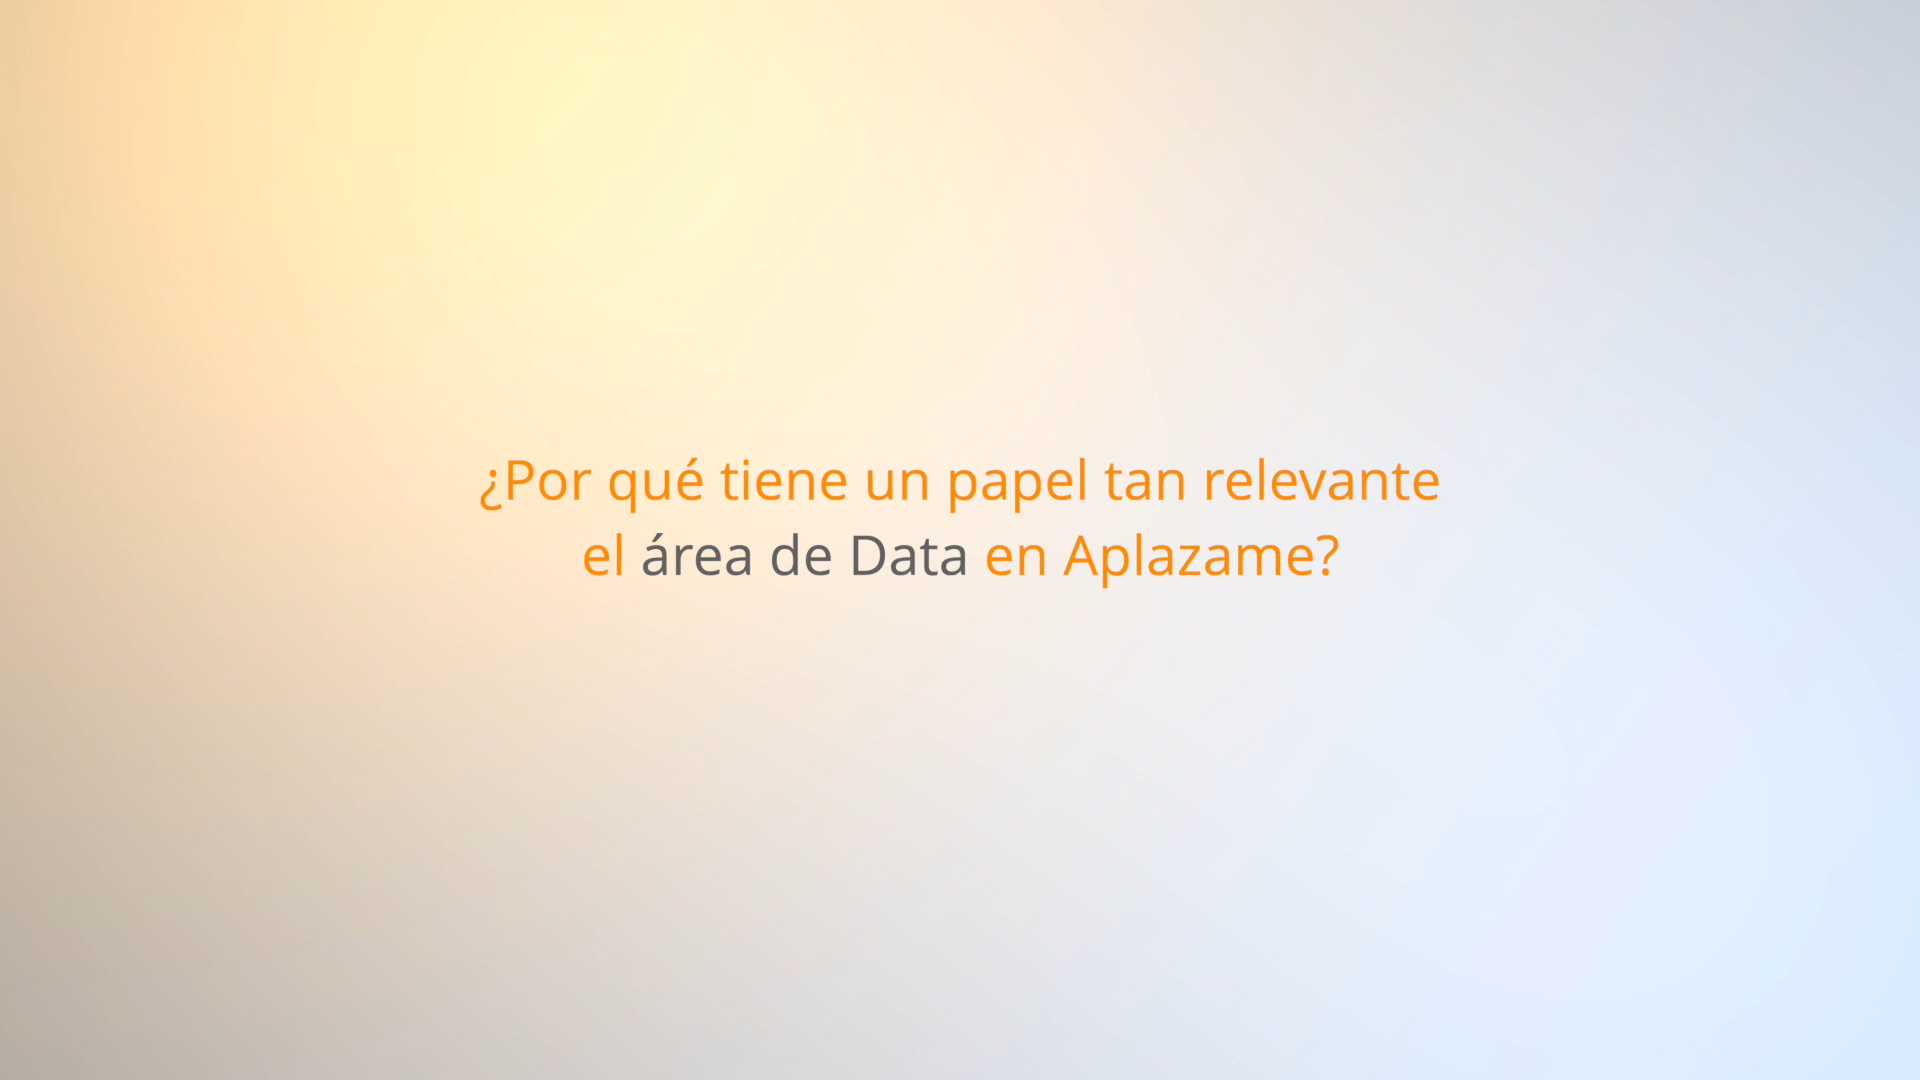 ¿Por qué tiene un papel tan relevante
el área de Data en Aplazame?